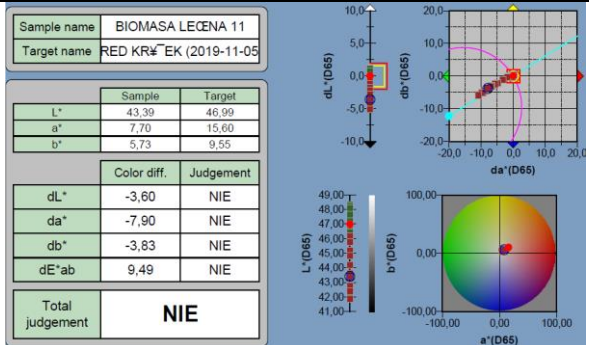 Sample name BIOMASA LEŒNA 11
Target name RED KR¥¯EK (2019-11-05
Sample Target
L* 43,39 46,99
a* 7,70 15,60
b* 5,73 9,55
Color diff. Judgement
dL* -3,60 NIE
da* -7,90 NIE
db* -3,83 NIE
dE*ab 9,49 NIE
Total judgement NIE
10,0
5,0
0,0
-5,0
-10,0
dL*(D65)
20,0
10,0
0,0
-10,0
-20,0
db*(D65)
-20,0 -10,0 0,0 10,0 20,0
da*(D65)
49,00
48,00
47,00
46,00
45,00
44,00
43,00
42,00
41,00
L*(D65)
100,00
0,00
-100,00
b*(D65)
-100,00 0,00 100,00
a*(D65)